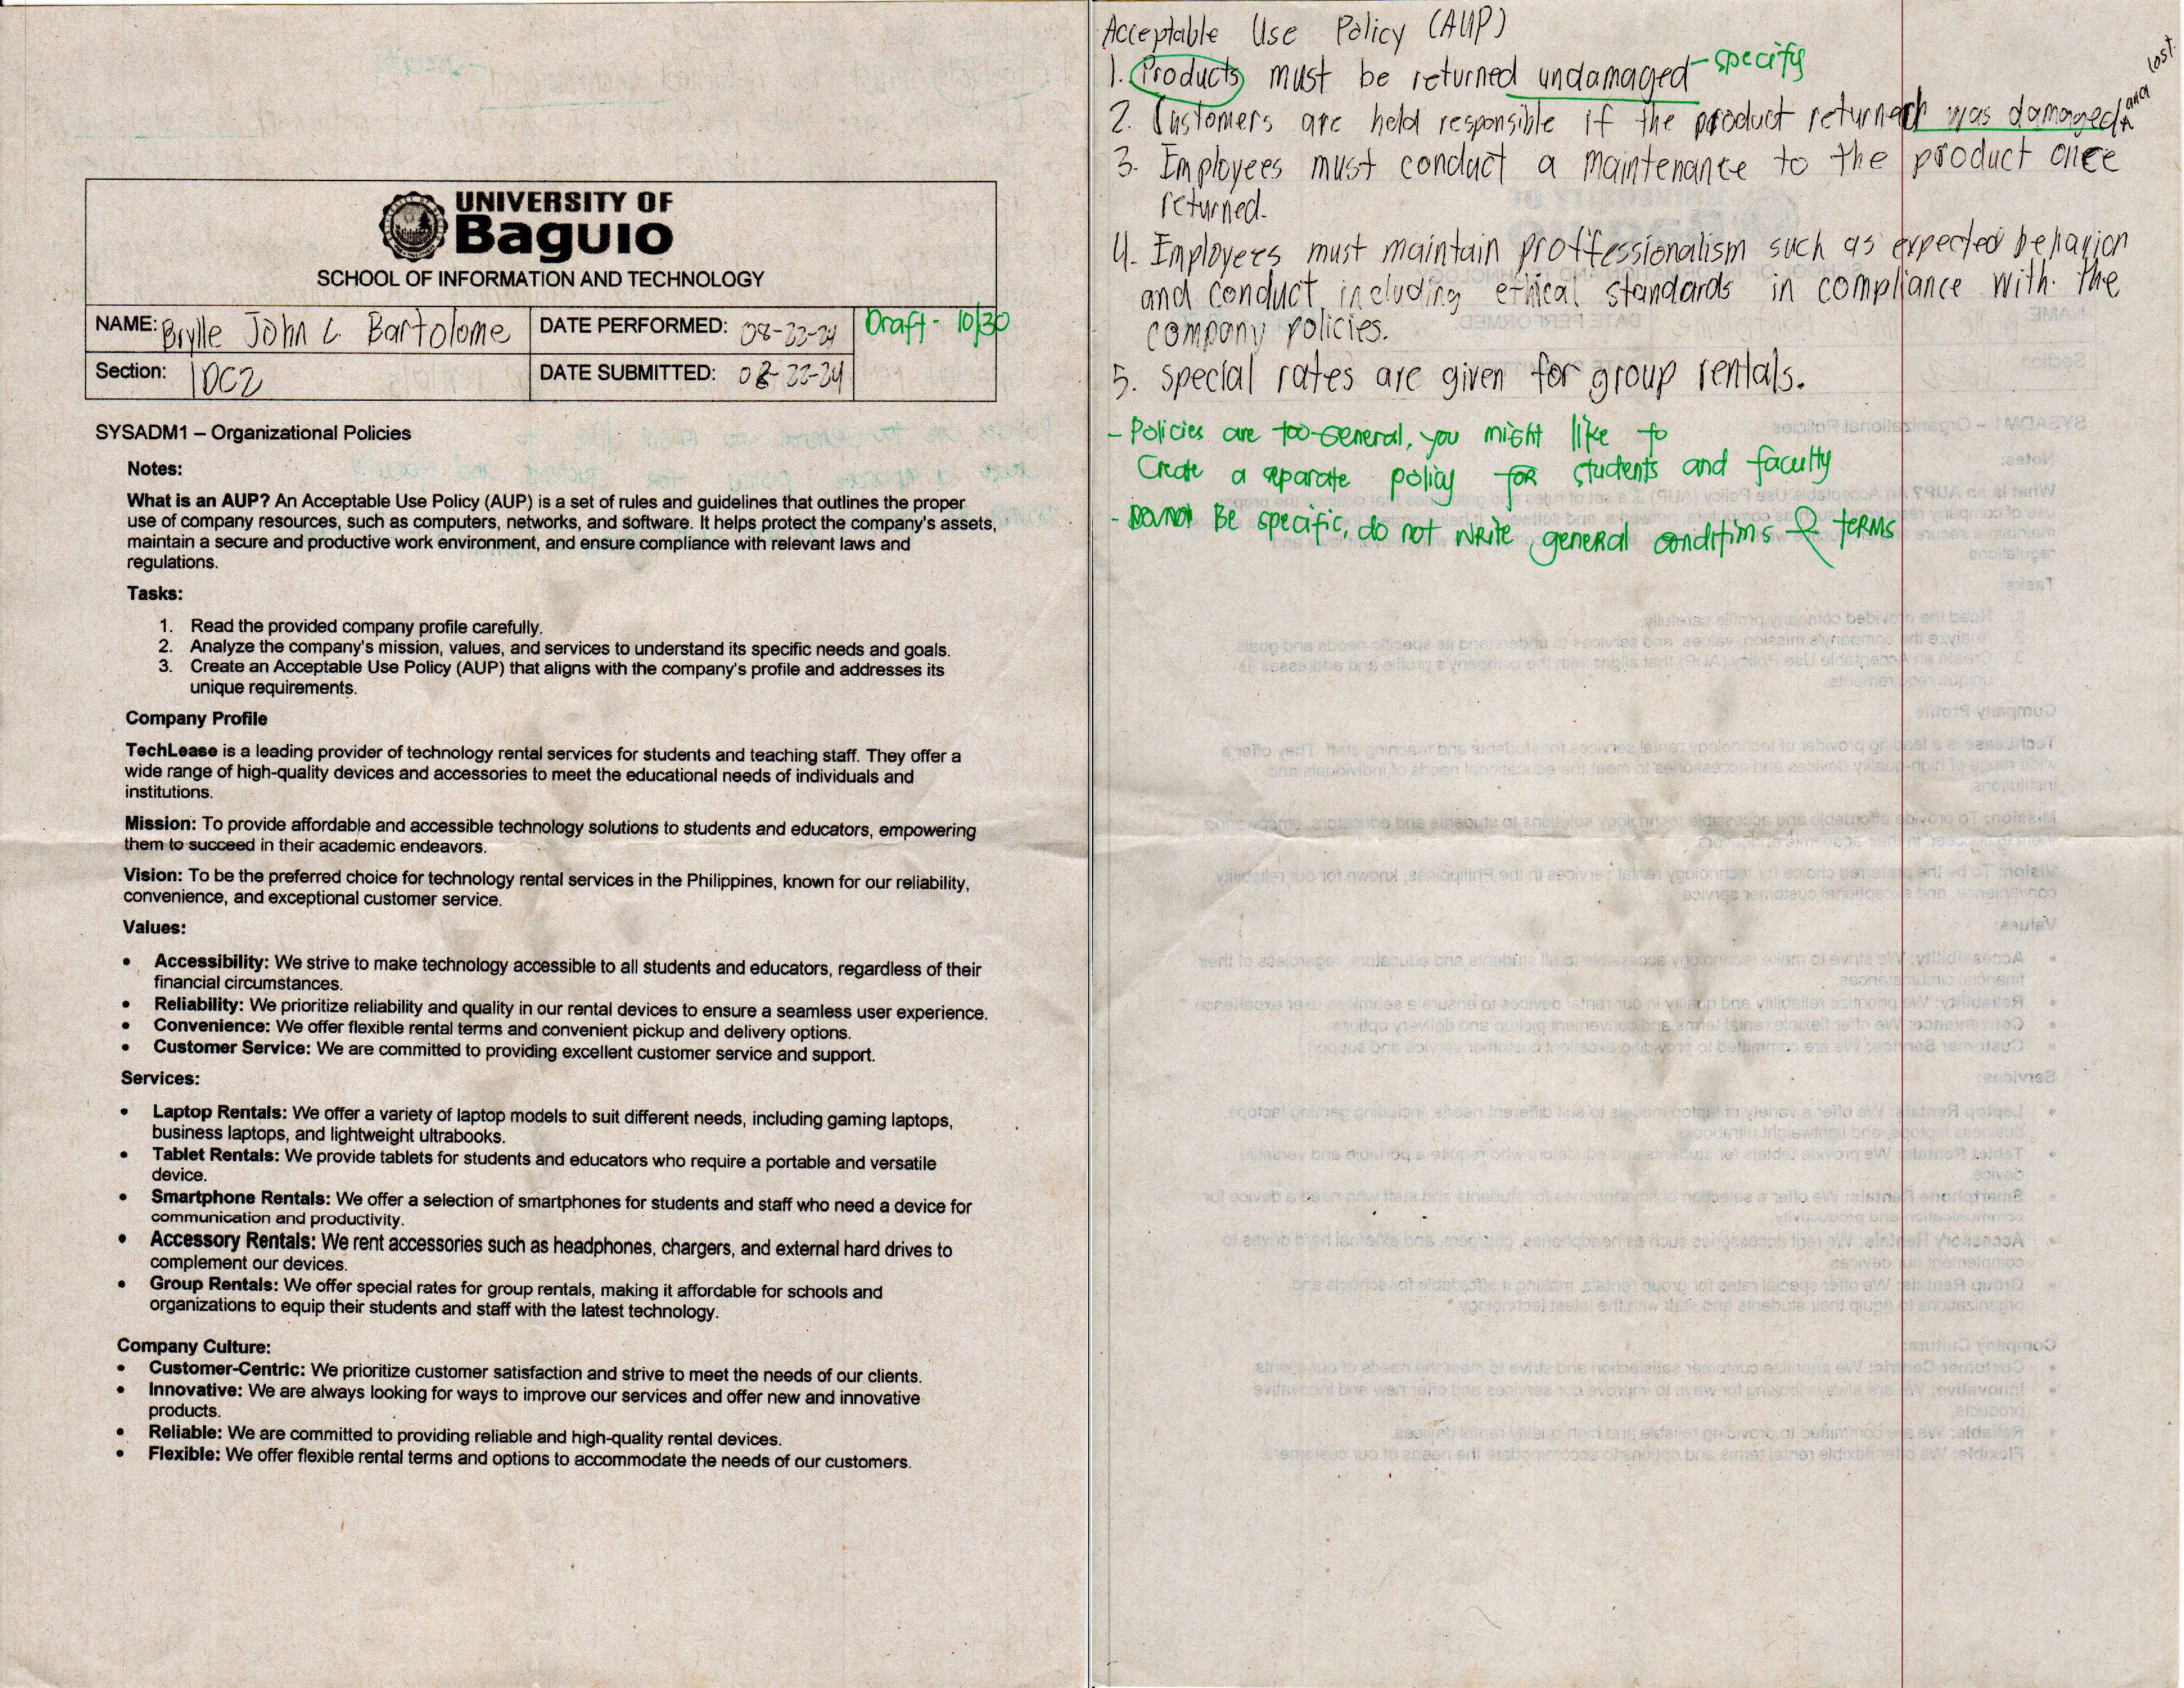 UNIVERSITY OF
Baguio
SCHOOL OF INFORMATION AND TECHNOLOGY
NAME: Brylle John C. Bartolome DATE PERFORMED: 08-22-24 Draft - 10/30
Section: IDC2 DATE SUBMITTED: 08-22-24
SYSADM1 – Organizational Policies
Notes:
What is an AUP? An Acceptable Use Policy (AUP) is a set of rules and guidelines that outlines the proper
use of company resources, such as computers, networks, and software. It helps protect the company's assets,
maintain a secure and productive work environment, and ensure compliance with relevant laws and
regulations.
Tasks:
1. Read the provided company profile carefully.
2. Analyze the company's mission, values, and services to understand its specific needs and goals.
3. Create an Acceptable Use Policy (AUP) that aligns with the company's profile and addresses its
unique requirements.
Company Profile
TechLease is a leading provider of technology rental services for students and teaching staff. They offer a
wide range of high-quality devices and accessories to meet the educational needs of individuals and
institutions.
Mission: To provide affordable and accessible technology solutions to students and educators, empowering
them to succeed in their academic endeavors.
Vision: To be the preferred choice for technology rental services in the Philippines, known for our reliability,
convenience, and exceptional customer service.
Values:
• Accessibility: We strive to make technology accessible to all students and educators, regardless of their
financial circumstances.
• Reliability: We prioritize reliability and quality in our rental devices to ensure a seamless user experience.
• Convenience: We offer flexible rental terms and convenient pickup and delivery options.
• Customer Service: We are committed to providing excellent customer service and support.
Services:
• Laptop Rentals: We offer a variety of laptop models to suit different needs, including gaming laptops,
business laptops, and lightweight ultrabooks.
• Tablet Rentals: We provide tablets for students and educators who require a portable and versatile
device.
• Smartphone Rentals: We offer a selection of smartphones for students and staff who need a device for
communication and productivity.
• Accessory Rentals: We rent accessories such as headphones, chargers, and external hard drives to
complement our devices.
• Group Rentals: We offer special rates for group rentals, making it affordable for schools and
organizations to equip their students and staff with the latest technology.
Company Culture:
• Customer-Centric: We prioritize customer satisfaction and strive to meet the needs of our clients.
• Innovative: We are always looking for ways to improve our services and offer new and innovative
products.
• Reliable: We are committed to providing reliable and high-quality rental devices.
• Flexible: We offer flexible rental terms and options to accommodate the needs of our customers.
Acceptable Use Policy (AUP)
1. Products must be returned undamaged - specify
2. Customers are held responsible if the product returned was damaged and lost.
3. Employees must conduct a maintenance to the product once
returned.
4. Employees must maintain proffessionalism such as expected behavior
and conduct including ethical standards in compliance with the
company policies.
5. Special rates are given for group rentals.
- Policies are too General, you might like to
Create a separate policy for students and faculty
- Be specific, do not write general conditions & terms